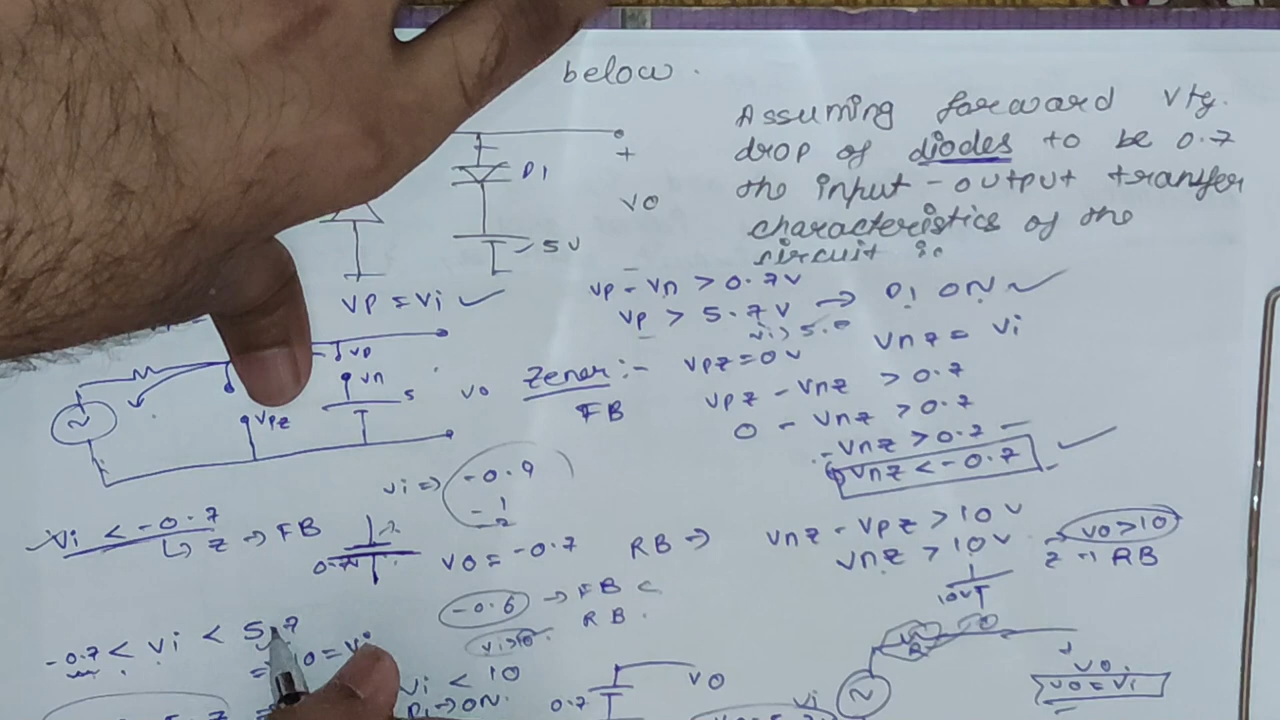 below.
Assuming forward vtg.
drop of diodes to be 0.7
the input-output transfer
characteristics of the
circuit is
D1
+
VO
5V
VP = Vi ✓
VP - Vn > 0.7V
VP > 5.7V → D1 ON ✓
VP
Vn
5
VO
VPZ
Zener:- VPZ = 0V
VnZ = Vi
FB
VPZ - VnZ > 0.7
0 - VnZ > 0.7
-VnZ > 0.7
VnZ < -0.7 ✓
Vi ⇒ -0.9
-1
-2
Vi < -0.7
↳ Z → FB
VO = -0.7
RB → VnZ - VPZ > 10V
VnZ > 10V
VO > 10
Z → RB
10V
-0.6 → FB <
RB.
-0.7 < Vi < 5.7
Vi < 10
D1 → ON.
0.7
VO
Vi
VO
VO = Vi